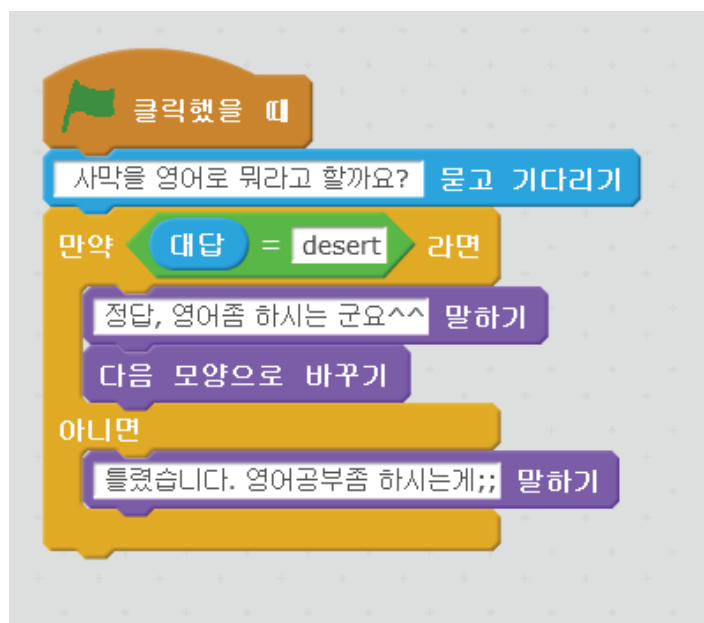 클릭했을 때
사막을 영어로 뭐라고 할까요? 묻고 기다리기
만약 대답 = desert 라면
정답, 영어좀 하시는 군요^^ 말하기
다음 모양으로 바꾸기
아니면
틀렸습니다. 영어공부좀 하시는게;; 말하기